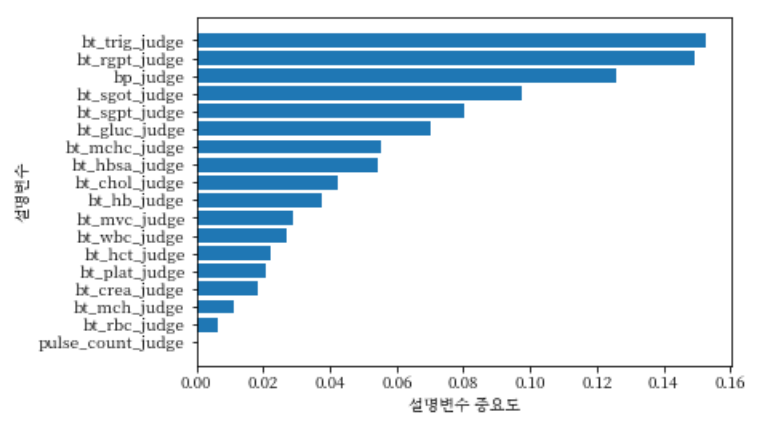 bt_trig_judge
bt_rgpt_judge
bp_judge
bt_sgot_judge
bt_sgpt_judge
bt_gluc_judge
bt_mchc_judge
bt_hbsa_judge
bt_chol_judge
bt_hb_judge
bt_mvc_judge
bt_wbc_judge
bt_hct_judge
bt_plat_judge
bt_crea_judge
bt_mch_judge
bt_rbc_judge
pulse_count_judge
설명변수
0.00 0.02 0.04 0.06 0.08 0.10 0.12 0.14 0.16
설명변수 중요도